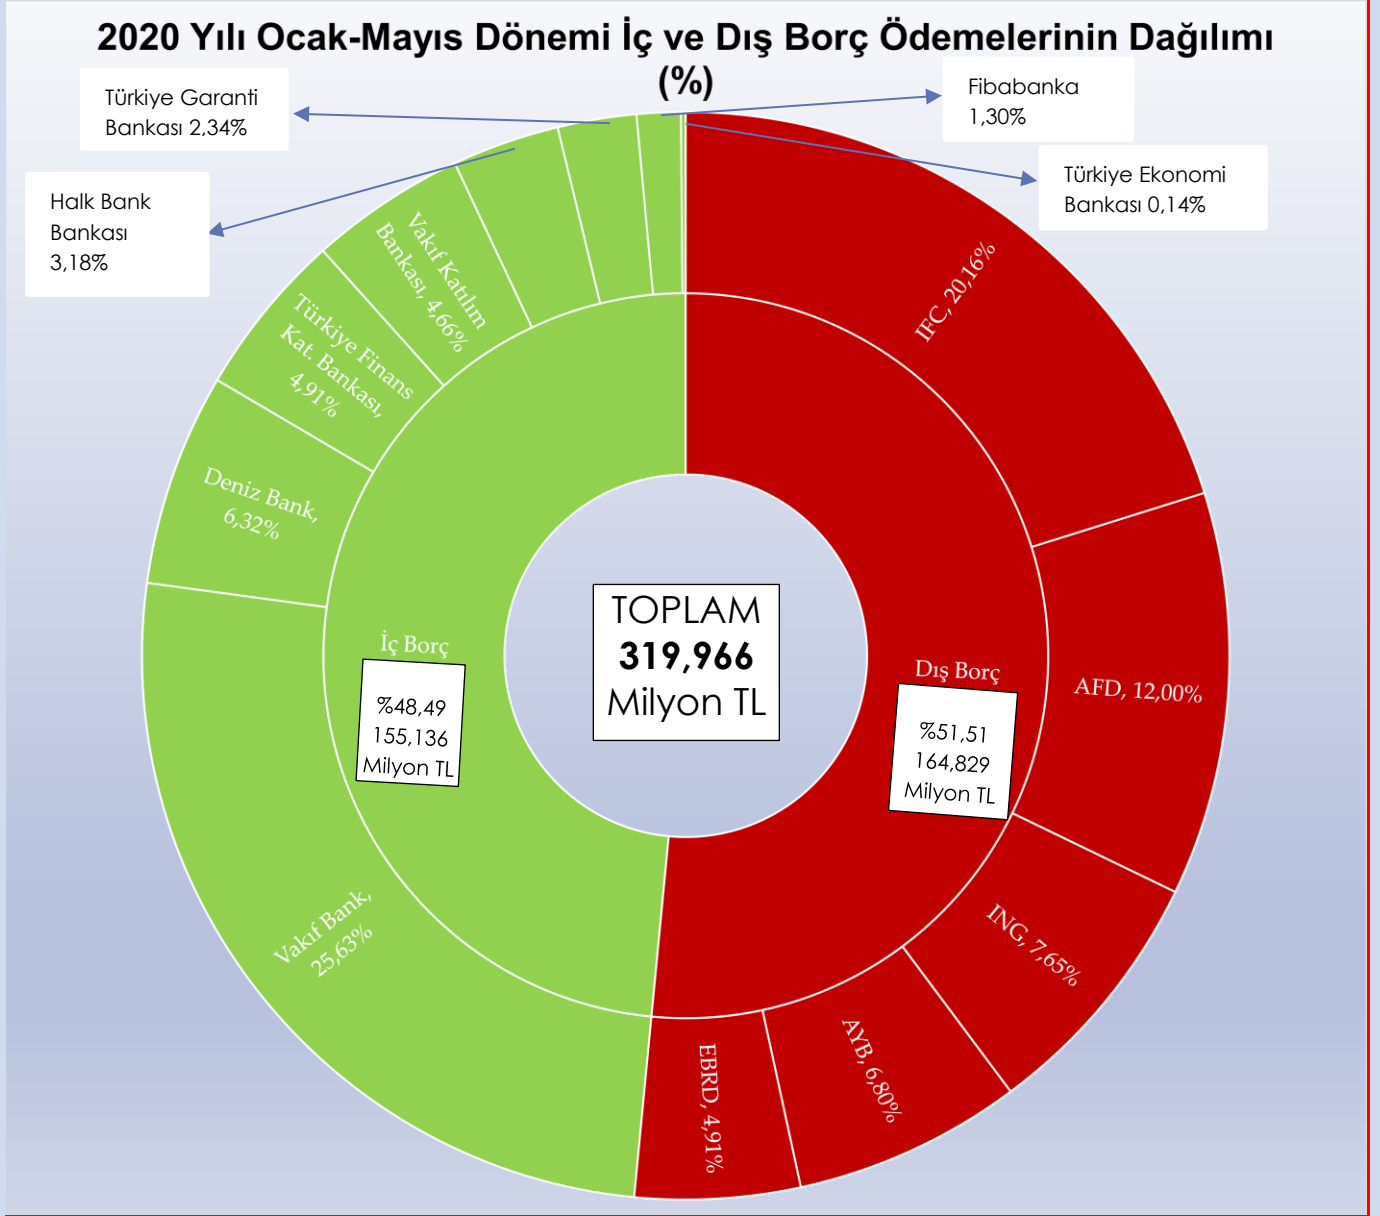 2020 Yılı Ocak-Mayıs Dönemi İç ve Dış Borç Ödemelerinin Dağılımı
(%)
Türkiye Garanti
Bankası 2,34%
Fibabanka
1,30%
Türkiye Ekonomi
Bankası 0,14%
Halk Bank
Bankası
3,18%
Vakıf Katılım
Bankası, 4,66%
Türkiye Finans
Kat. Bankası,
4,91%
Deniz Bank,
6,32%
Vakıf Bank,
25,63%
İç Borç
%48,49
155,136
Milyon TL
TOPLAM
319,966
Milyon TL
Dış Borç
%51,51
164,829
Milyon TL
IFC, 20,16%
AFD, 12,00%
ING, 7,65%
AYB, 6,80%
EBRD, 4,91%